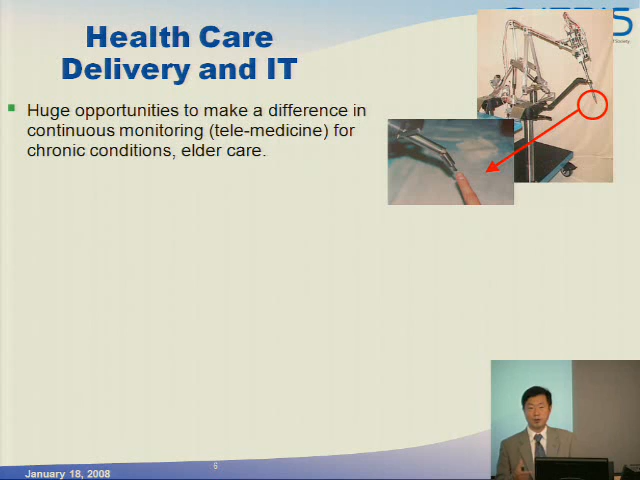 Health Care
Delivery and IT
Huge opportunities to make a difference in
continuous monitoring (tele-medicine) for
chronic conditions, elder care.
Society.
January 18, 2008
6